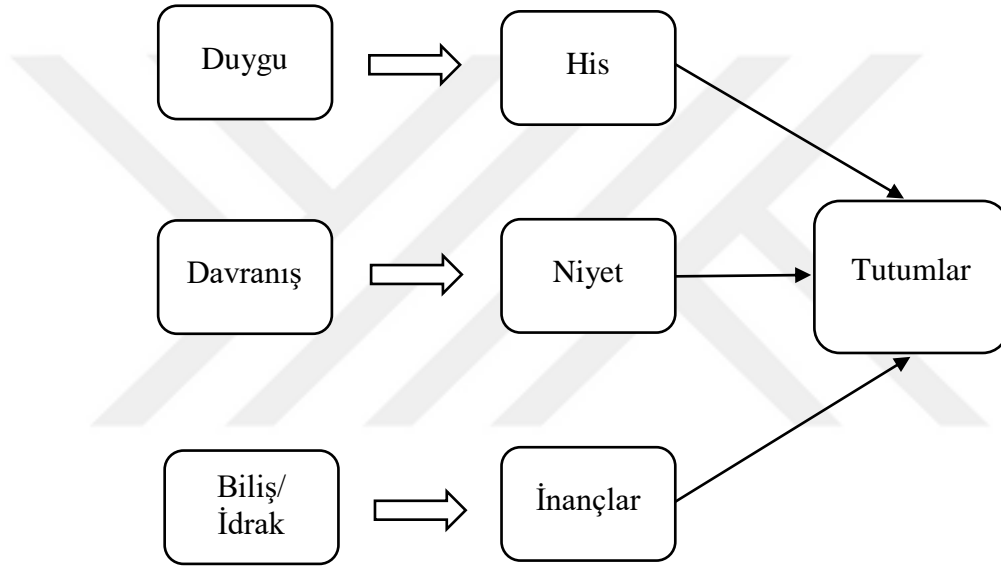 Duygu
His
Davranış
Niyet
Tutumlar
Biliş/
İdrak
İnançlar